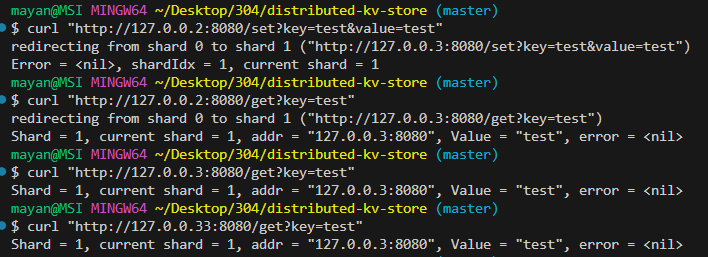 mayan@MSI MINGW64 ~/Desktop/304/distributed-kv-store (master)
$ curl "http://127.0.0.2:8080/set?key=test&value=test"
redirecting from shard 0 to shard 1 ("http://127.0.0.3:8080/set?key=test&value=test")
Error = <nil>, shardIdx = 1, current shard = 1
mayan@MSI MINGW64 ~/Desktop/304/distributed-kv-store (master)
$ curl "http://127.0.0.2:8080/get?key=test"
redirecting from shard 0 to shard 1 ("http://127.0.0.3:8080/get?key=test")
Shard = 1, current shard = 1, addr = "127.0.0.3:8080", Value = "test", error = <nil>
mayan@MSI MINGW64 ~/Desktop/304/distributed-kv-store (master)
$ curl "http://127.0.0.3:8080/get?key=test"
Shard = 1, current shard = 1, addr = "127.0.0.3:8080", Value = "test", error = <nil>
mayan@MSI MINGW64 ~/Desktop/304/distributed-kv-store (master)
$ curl "http://127.0.0.33:8080/get?key=test"
Shard = 1, current shard = 1, addr = "127.0.0.3:8080", Value = "test", error = <nil>